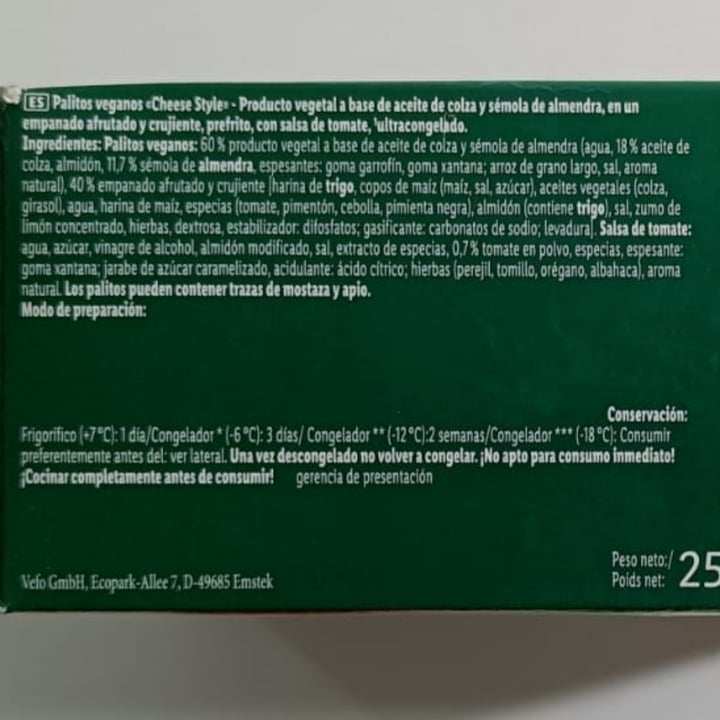 ES Palitos veganos «Cheese Style» - Producto vegetal a base de aceite de colza y sémola de almendra, en un
empanado afrutado y crujiente, prefrito, con salsa de tomate, ultracongelado.
Ingredientes: Palitos veganos: 60 % producto vegetal a base de aceite de colza y sémola de almendra (agua, 18 % aceite de
colza, almidón, 11,7 % sémola de almendra, espesantes: goma garrofín, goma xantana; arroz de grano largo, sal, aroma
natural), 40 % empanado afrutado y crujiente [harina de trigo, copos de maíz (maíz, sal, azúcar), aceites vegetales (colza,
girasol), agua, harina de maíz, especias (tomate, pimentón, cebolla, pimienta negra), almidón (contiene trigo), sal, zumo de
limón concentrado, hierbas, dextrosa, estabilizador: difosfatos; gasificante: carbonatos de sodio; levadura]. Salsa de tomate:
agua, azúcar, vinagre de alcohol, almidón modificado, sal, extracto de especias, 0,7 % tomate en polvo, especias, espesante:
goma xantana; jarabe de azúcar caramelizado, acidulante: ácido cítrico; hierbas (perejil, tomillo, orégano, albahaca), aroma
natural. Los palitos pueden contener trazas de mostaza y apio.
Modo de preparación:
Conservación:
Frigorífico (+7 °C): 1 día/Congelador * (-6 °C): 3 días/ Congelador ** (-12 °C):2 semanas/Congelador *** (-18 °C): Consumir
preferentemente antes del: ver lateral. Una vez descongelado no volver a congelar. ¡No apto para consumo inmediato!
¡Cocinar completamente antes de consumir! gerencia de presentación
Vefo GmbH, Ecopark-Allee 7, D-49685 Emstek
Peso neto:/
Poids net: 25